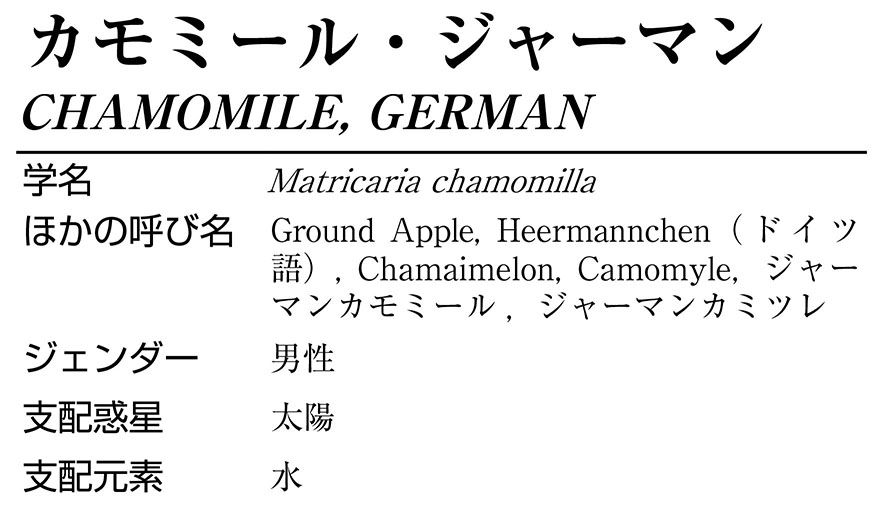 カモミール・ジャーマン
CHAMOMILE, GERMAN
学名 Matricaria chamomilla
ほかの呼び名 Ground Apple, Heermannchen（ドイツ
語）, Chamaimelon, Camomyle, ジャー
マンカモミール, ジャーマンカミツレ
ジェンダー 男性
支配惑星 太陽
支配元素 水